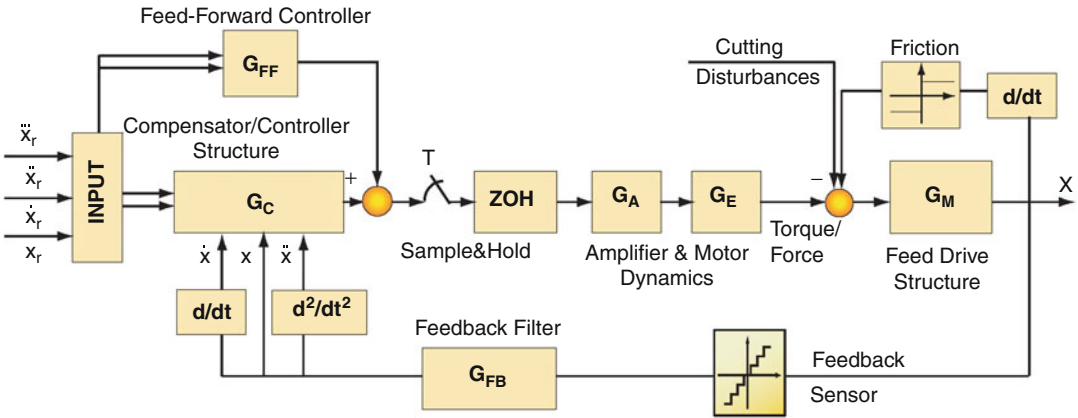 Feed-Forward Controller
G_FF
Cutting
Disturbances
Friction
d/dt
Compensator/Controller
Structure
x⃛_r
ẍ_r
ẋ_r
x_r
INPUT
G_C
+
T
ZOH
Sample&Hold
G_A
G_E
Amplifier & Motor
Dynamics
Torque/
Force
–
G_M
X
Feed Drive
Structure
ẋ
x
ẍ
d/dt
d²/dt²
Feedback Filter
G_FB
Feedback
Sensor